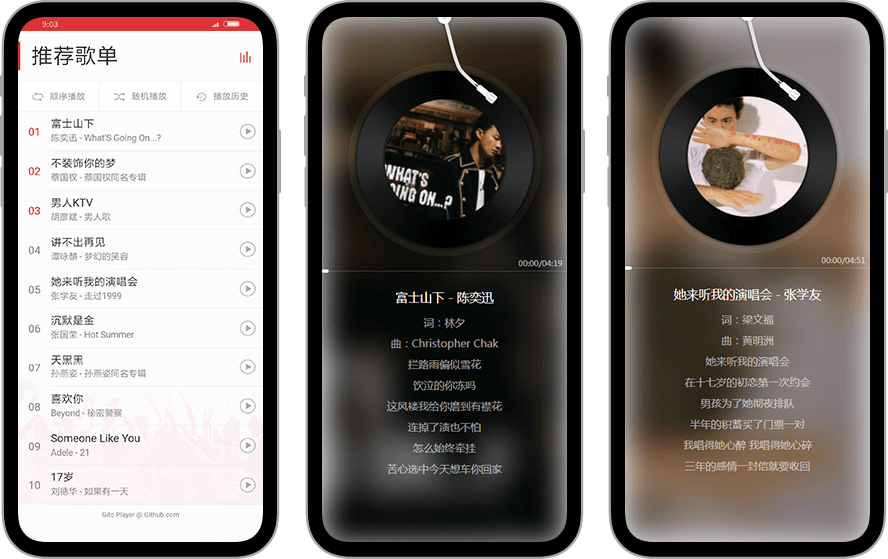 9:03
推荐歌单
顺序播放
随机播放
播放历史
01
富士山下
陈奕迅 - What'S Going On...?
02
不装饰你的梦
蔡国权 - 蔡国权同名专辑
03
男人KTV
胡彦斌 - 男人歌
04
讲不出再见
谭咏麟 - 梦幻的笑容
05
她来听我的演唱会
张学友 - 走过1999
06
沉默是金
张国荣 - Hot Summer
07
天黑黑
孙燕姿 - 孙燕姿同名专辑
08
喜欢你
Beyond - 秘密警察
09
Someone Like You
Adele - 21
10
17岁
刘德华 - 如果有一天
Gito Player @ Github.com
WHAT'S
GOING ON...?
00:00/04:19
富士山下 - 陈奕迅
词：林夕
曲：Christopher Chak
拦路雨偏似雪花
饮泣的你冻吗
这风褛我给你磨到有襟花
连掉了渍也不怕
怎么始终牵挂
苦心选中今天想车你回家
00:00/04:51
她来听我的演唱会 - 张学友
词：梁文福
曲：黄明洲
她来听我的演唱会
在十七岁的初恋第一次约会
男孩为了她彻夜排队
半年的积蓄买了门票一对
我唱得她心醉 我唱得她心碎
三年的感情一封信就要收回